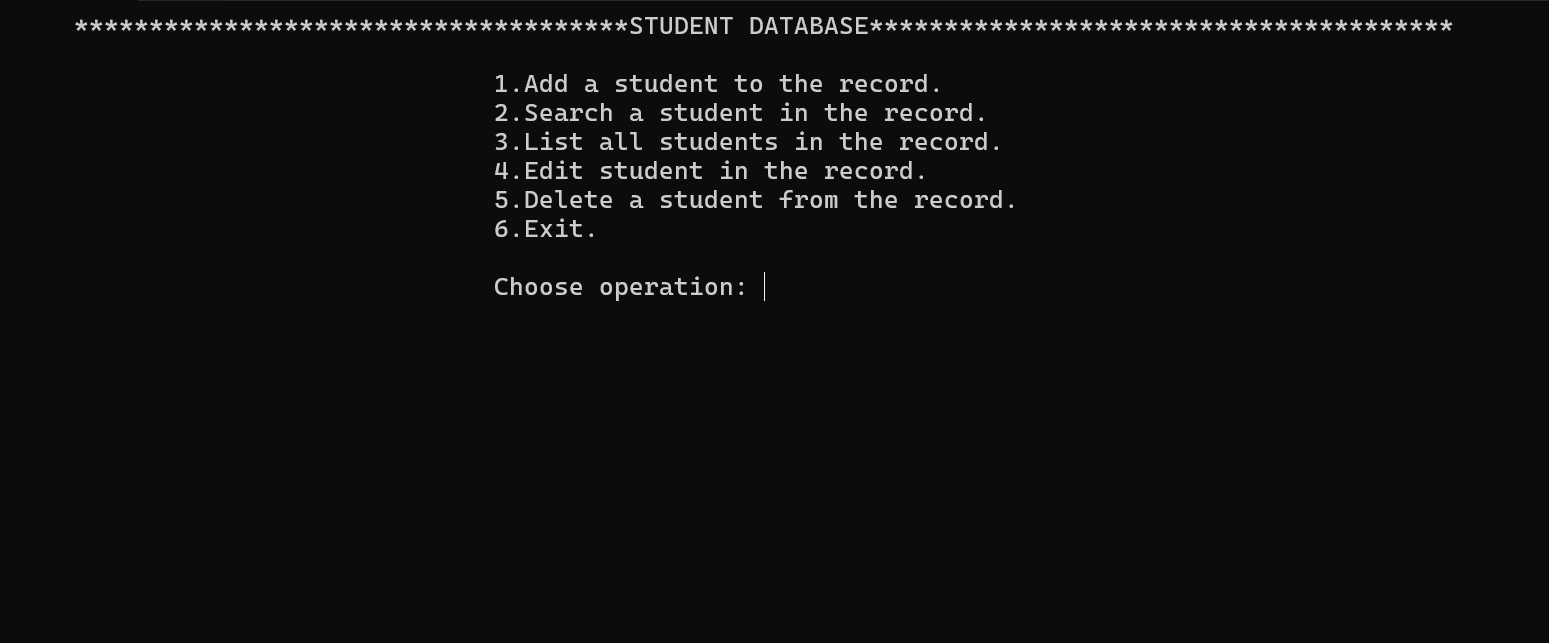 *************************************STUDENT DATABASE***************************************
1.Add a student to the record.
2.Search a student in the record.
3.List all students in the record.
4.Edit student in the record.
5.Delete a student from the record.
6.Exit.
Choose operation: